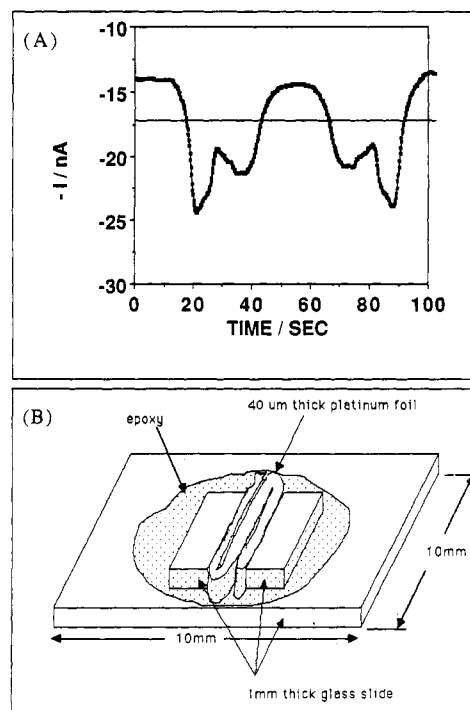 (A)
-10
-15
-20
-25
-30
- I / nA
0 20 40 60 80 100
TIME / SEC
(B)
40 um thick platinum foil
epoxy
10mm
10mm
1mm thick glass slide